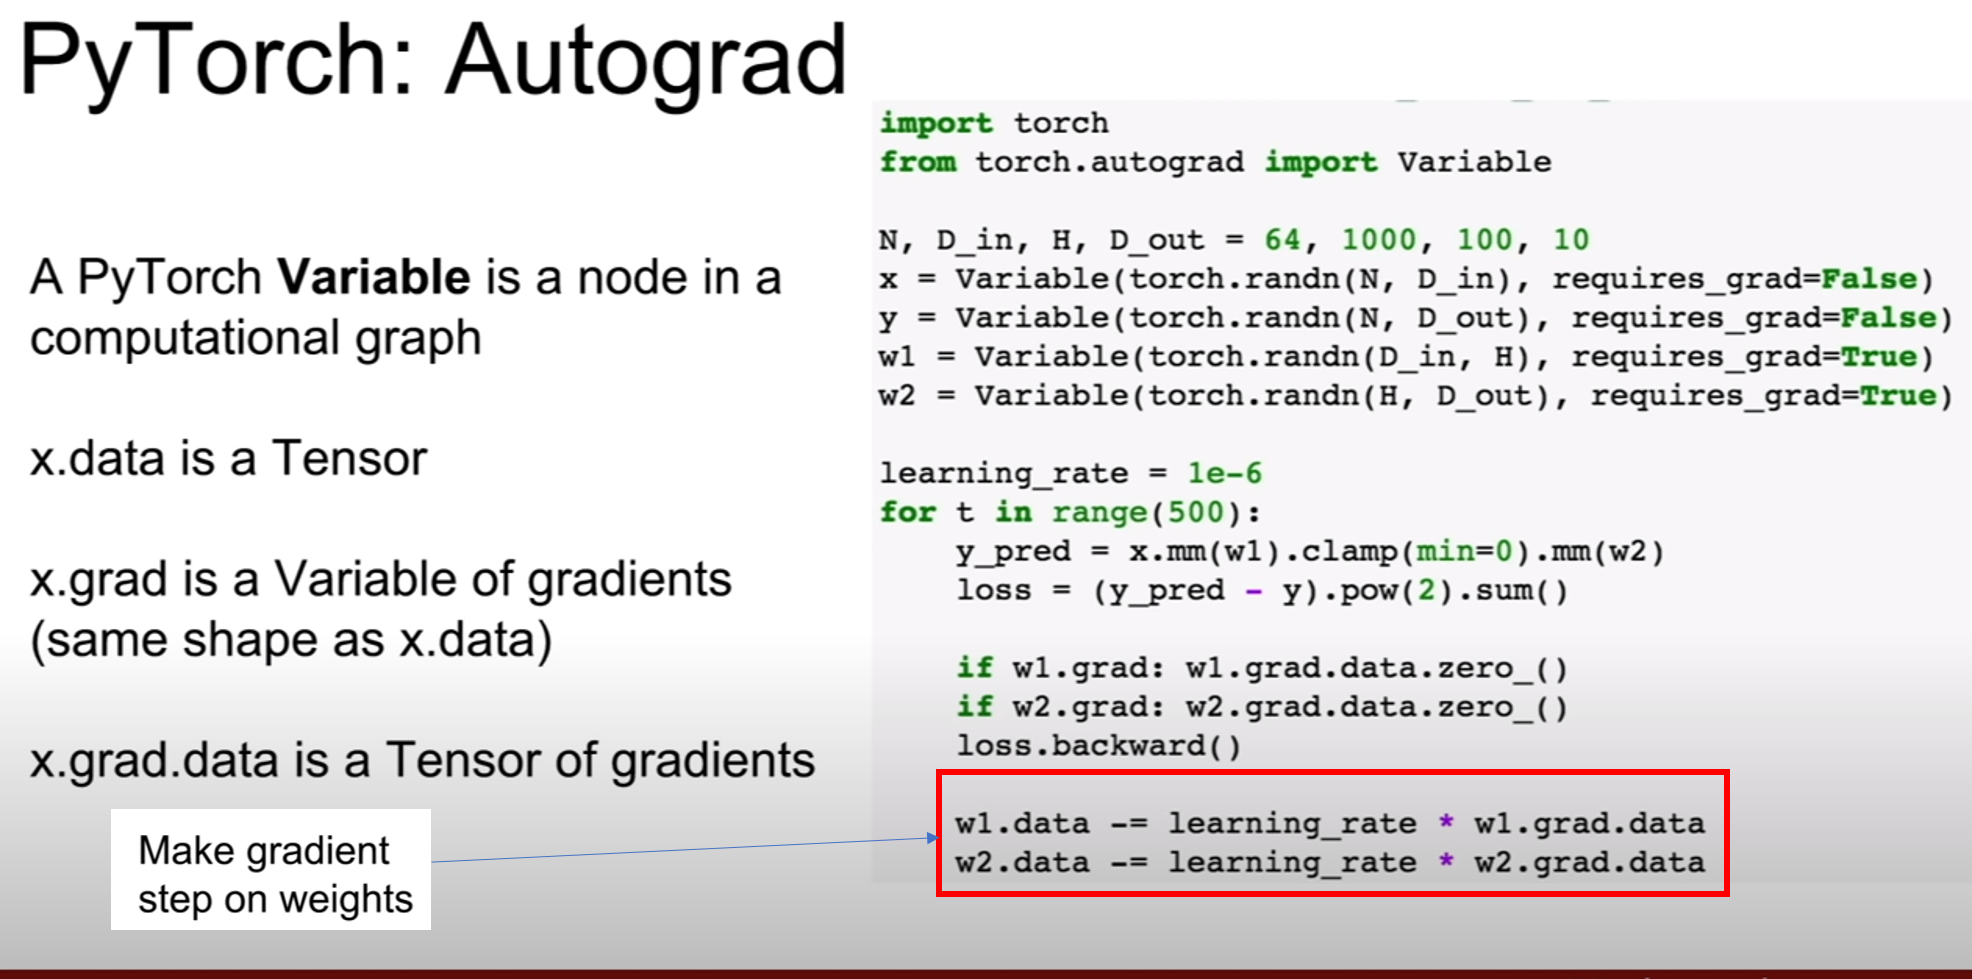 PyTorch: Autograd
A PyTorch Variable is a node in a
computational graph
x.data is a Tensor
x.grad is a Variable of gradients
(same shape as x.data)
x.grad.data is a Tensor of gradients
Make gradient
step on weights
import torch
from torch.autograd import Variable
N, D_in, H, D_out = 64, 1000, 100, 10
x = Variable(torch.randn(N, D_in), requires_grad=False)
y = Variable(torch.randn(N, D_out), requires_grad=False)
w1 = Variable(torch.randn(D_in, H), requires_grad=True)
w2 = Variable(torch.randn(H, D_out), requires_grad=True)
learning_rate = 1e-6
for t in range(500):
    y_pred = x.mm(w1).clamp(min=0).mm(w2)
    loss = (y_pred - y).pow(2).sum()
    if w1.grad: w1.grad.data.zero_()
    if w2.grad: w2.grad.data.zero_()
    loss.backward()
    w1.data -= learning_rate * w1.grad.data
    w2.data -= learning_rate * w2.grad.data